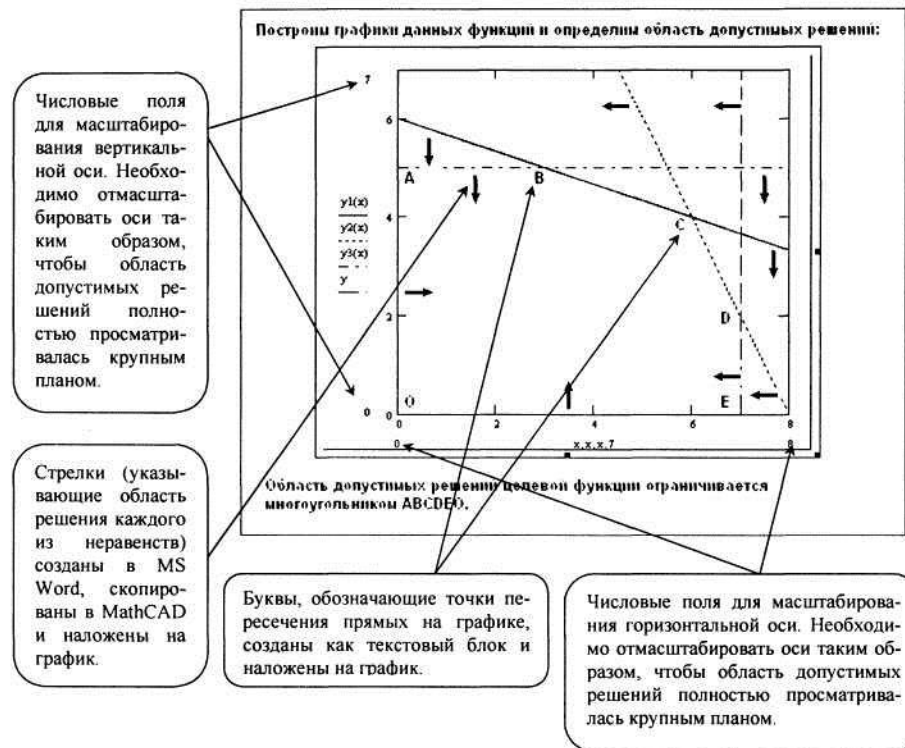 Построим графики данных функций и определим область допустимых решений:
Числовые поля
для масштабиро-
вания вертикаль-
ной оси. Необхо-
димо отмасшта-
бировать оси та-
ким образом,
чтобы область
допустимых ре-
шений полно-
стью просматри-
валась крупным
планом.
7
6
4
2
0
0
y1(x)
y2(x)
y3(x)
y
A
B
C
D
E
O
0
2
4
6
8
0
x,x,x,7
8
Область допустимых решений целевой функции ограничивается
многоугольником ABCDEO.
Стрелки (указы-
вающие область
решения каждого
из неравенств)
созданы в MS
Word, скопиро-
ваны в MathCAD
и наложены на
график.
Буквы, обозначающие точки пе-
ресечения прямых на графике,
созданы как текстовый блок и
наложены на график.
Числовые поля для масштабирова-
ния горизонтальной оси. Необходи-
мо отмасштабировать оси таким об-
разом, чтобы область допустимых
решений полностью просматрива-
лась крупным планом.